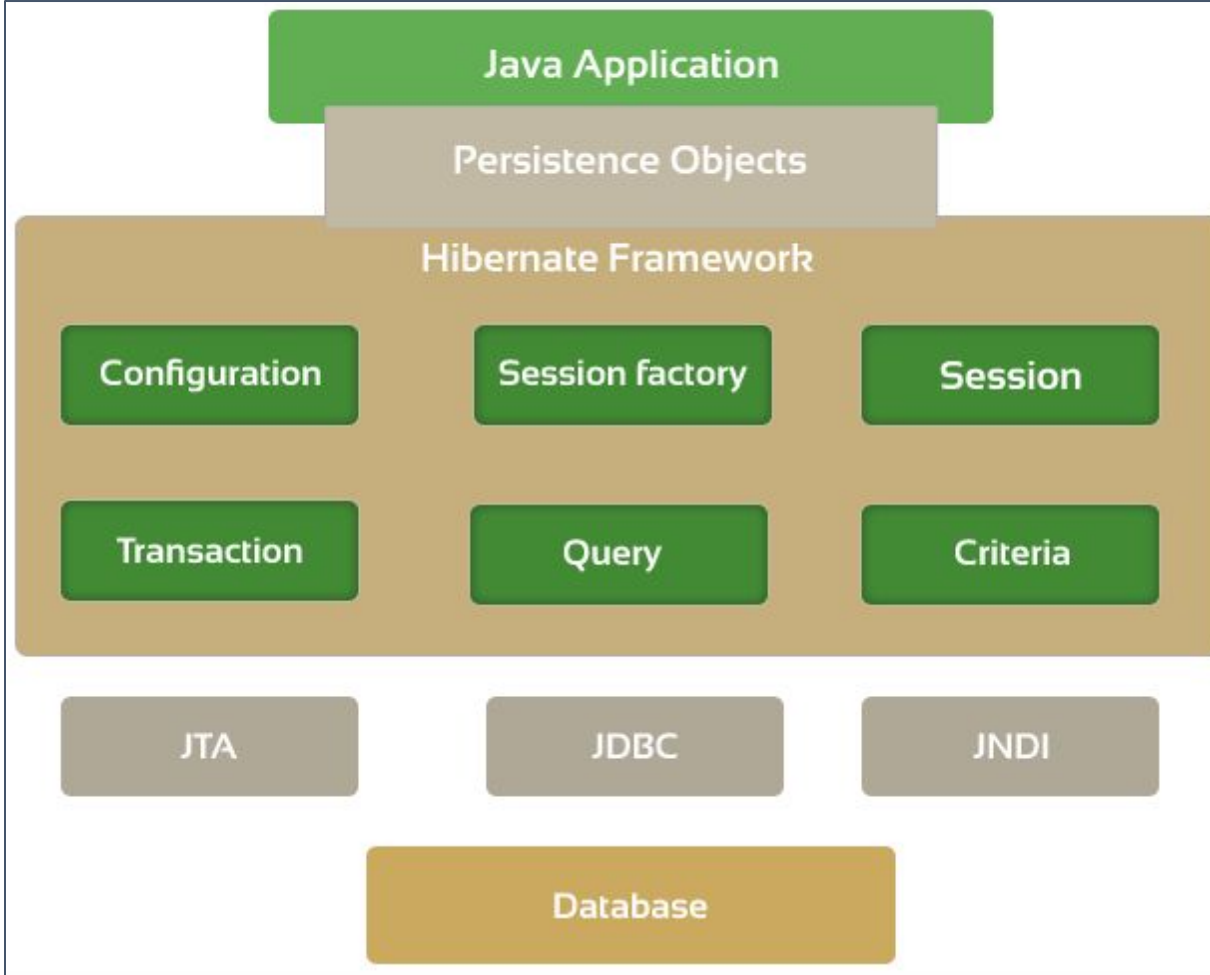 Java Application
Persistence Objects
Hibernate Framework
Configuration
Session factory
Session
Transaction
Query
Criteria
JTA
JDBC
JNDI
Database